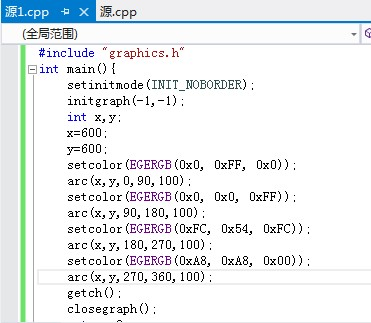 源1.cpp 源.cpp
(全局范围)
#include "graphics.h"
int main(){
setinitmode(INIT_NOBORDER);
initgraph(-1,-1);
int x,y;
x=600;
y=600;
setcolor(EGERGB(0x0, 0xFF, 0x0));
arc(x,y,0,90,100);
setcolor(EGERGB(0x0, 0x0, 0xFF));
arc(x,y,90,180,100);
setcolor(EGERGB(0xFC, 0x54, 0xFC));
arc(x,y,180,270,100);
setcolor(EGERGB(0xA8, 0xA8, 0x00));
arc(x,y,270,360,100);
getch();
closegraph();